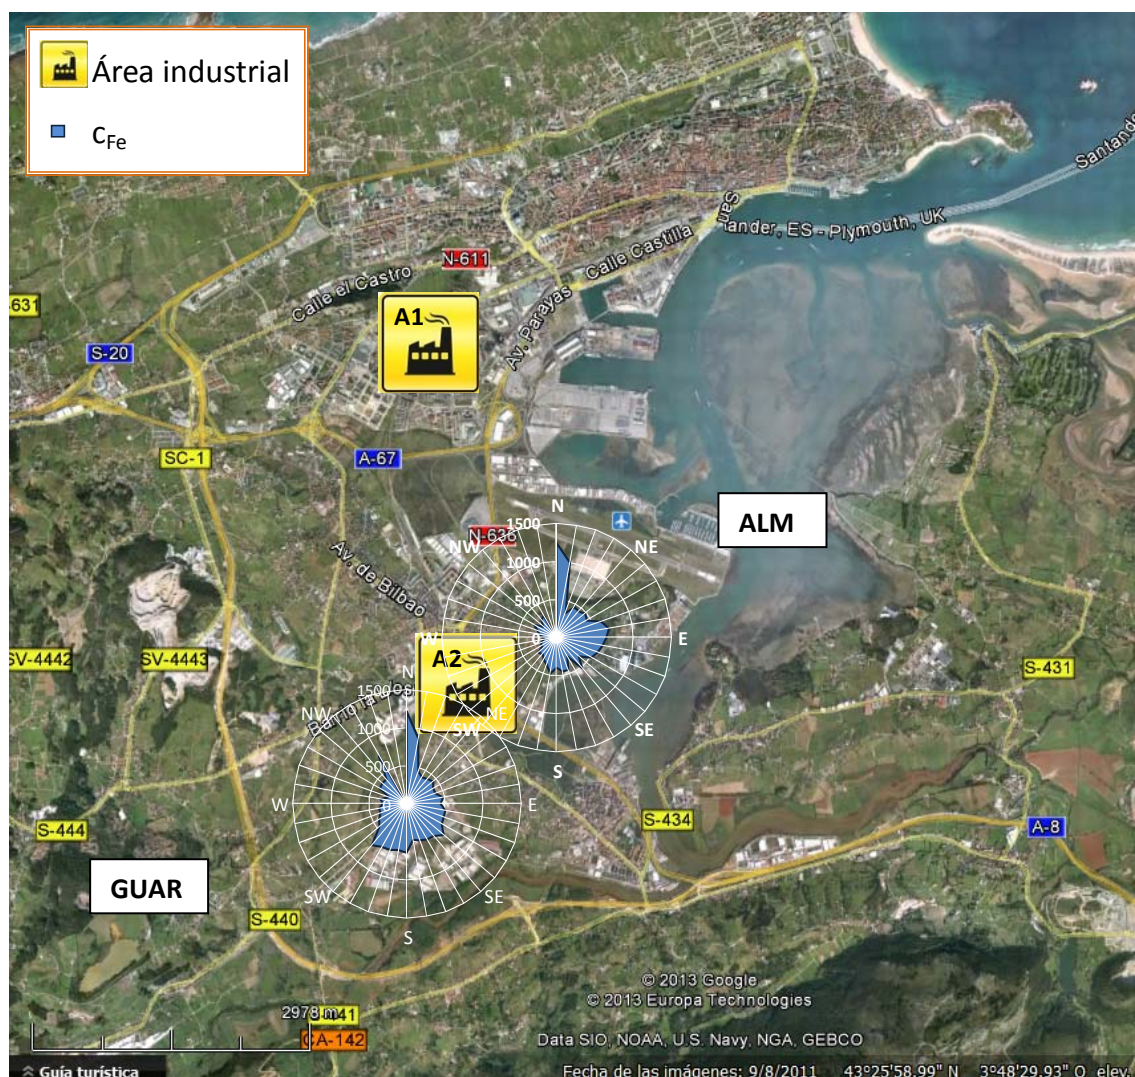 Área industrial
cFe
Santander
Santander, ES - Plymouth, UK
N-611
Calle Castilla
Calle el Castro
Av. Parayas
631
A1
S-20
SC-1
A-67
ALM
N
1500
N-636
NW
NE
1000
Av. de Bilbao
500
W
0
E
A2
SV-4442
SV-4443
S-431
N
1500
Barrio la Jos
NW
NE
SW
SE
1000
S
500
W
0
E
S-444
S-434
A-8
GUAR
SW
SE
S-440
S
© 2013 Google
© 2013 Europa Technologies
2978 m
CA-142
Data SIO, NOAA, U.S. Navy, NGA, GEBCO
Guía turística
Fecha de las imágenes: 9/8/2011 43°25'58.99" N 3°48'29.93" O elev.